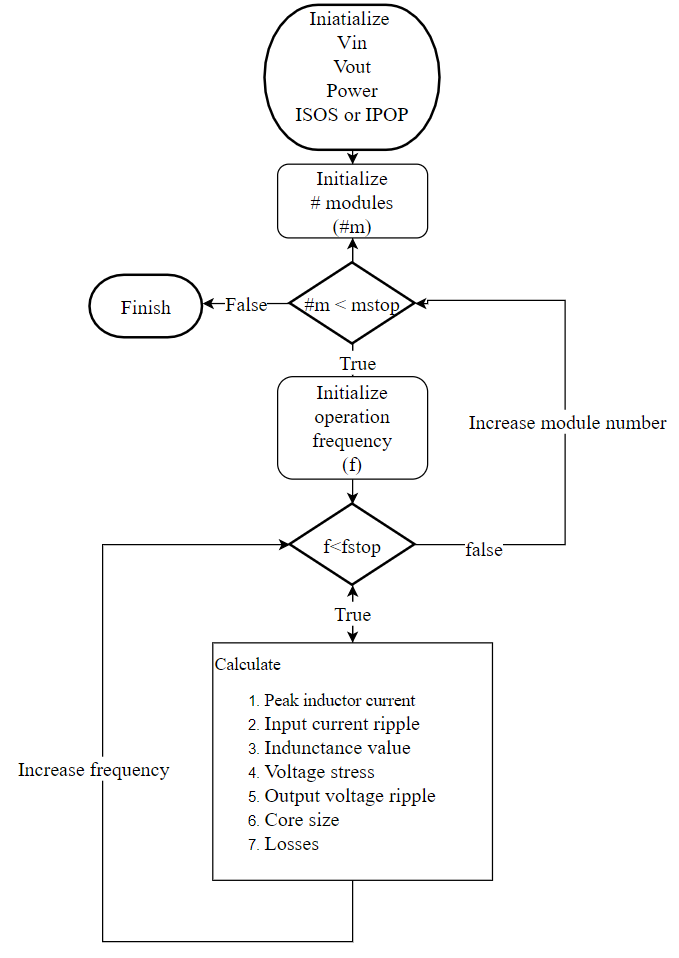 Iniatialize
Vin
Vout
Power
ISOS or IPOP
Initialize
# modules
(#m)
Finish
False
#m < mstop
True
Initialize
operation
frequency
(f)
Increase module number
f<fstop
false
True
Calculate
1. Peak inductor current
2. Input current ripple
3. Indunctance value
4. Voltage stress
5. Output voltage ripple
6. Core size
7. Losses
Increase frequency